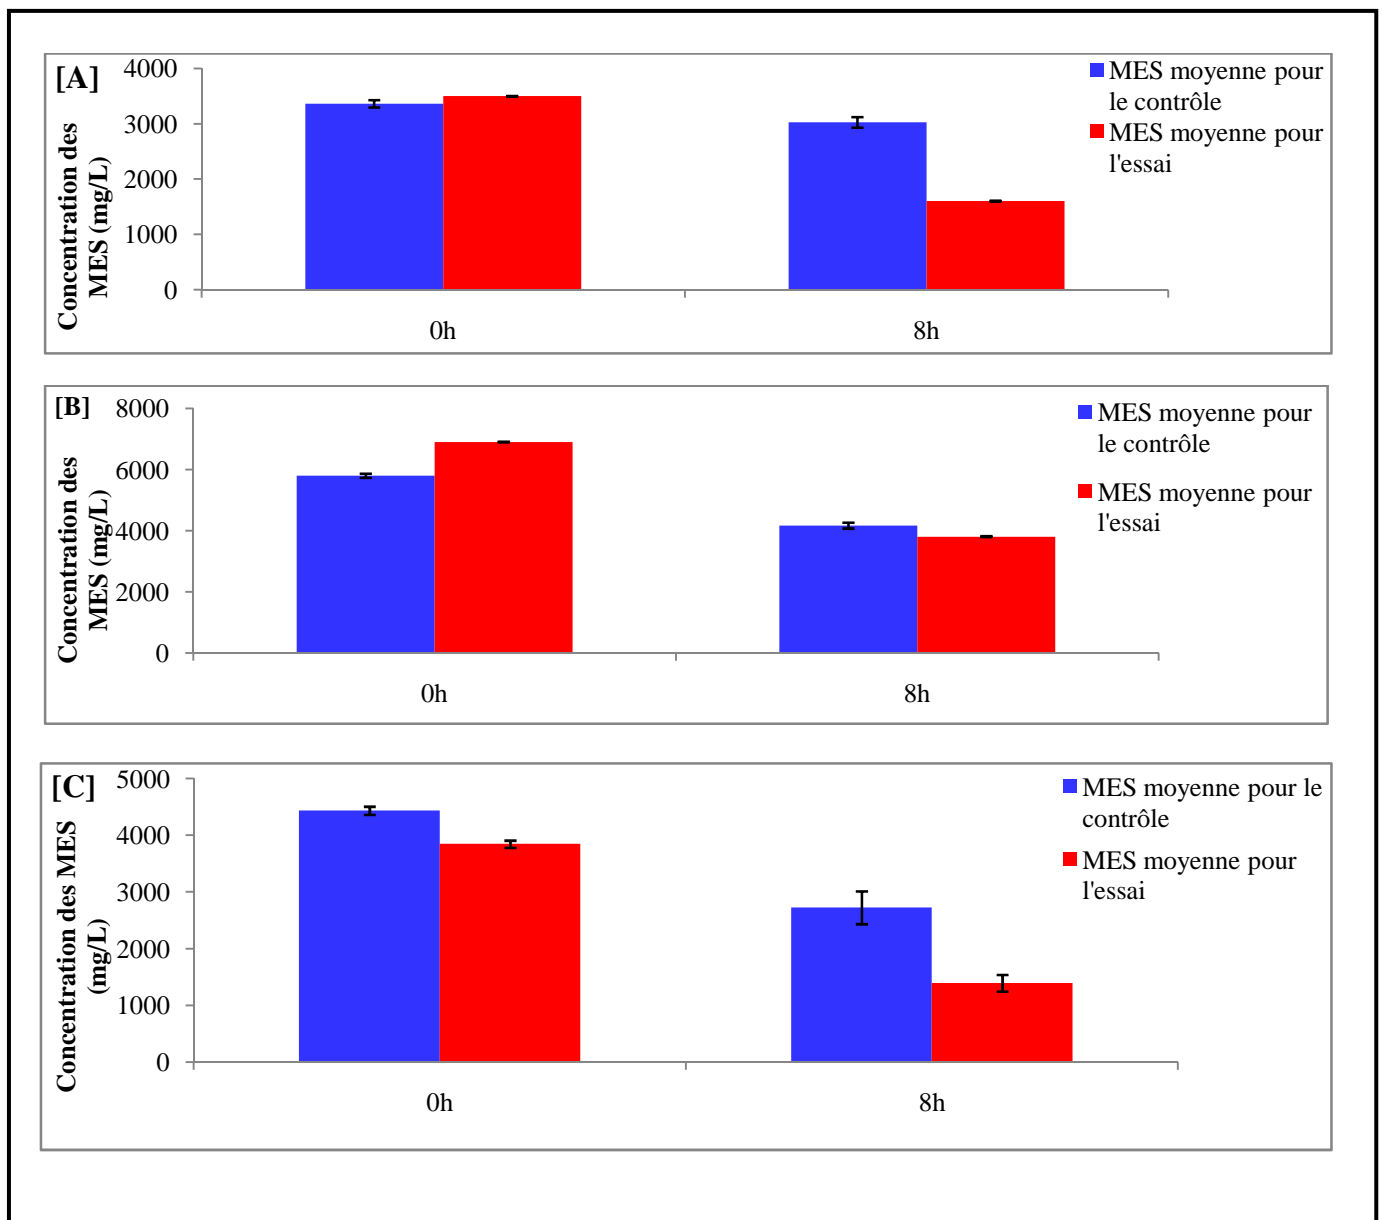 [A]
Concentration des
MES (mg/L)
4000
3000
2000
1000
0
0h
8h
MES moyenne pour
le contrôle
MES moyenne pour
l'essai
[B]
Concentration des
MES (mg/L)
8000
6000
4000
2000
0
0h
8h
MES moyenne pour
le contrôle
MES moyenne pour
l'essai
[C]
Concentration des MES
(mg/L)
5000
4000
3000
2000
1000
0
0h
8h
MES moyenne pour le
contrôle
MES moyenne pour
l'essai